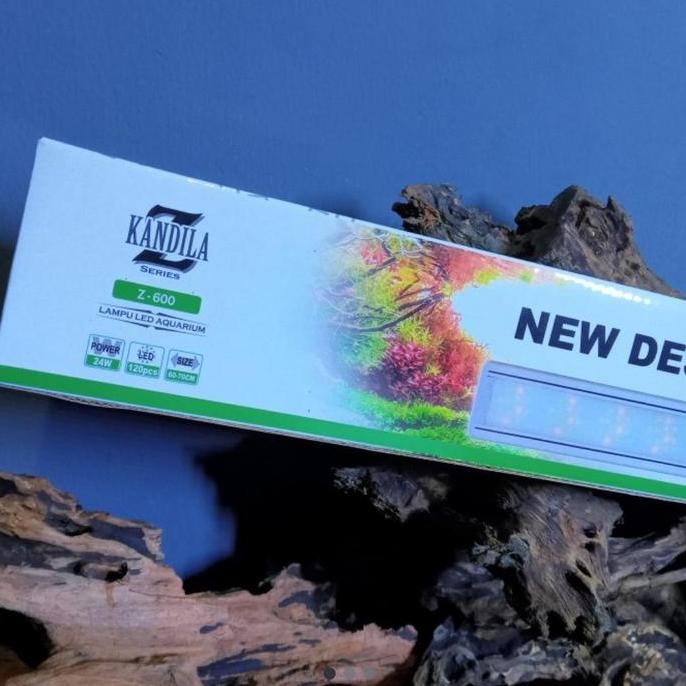 Z
KANDILA
SERIES
Z-600
LAMPU LED AQUARIUM
POWER
24W
LED
120pcs
SIZE
60-70CM
NEW DES